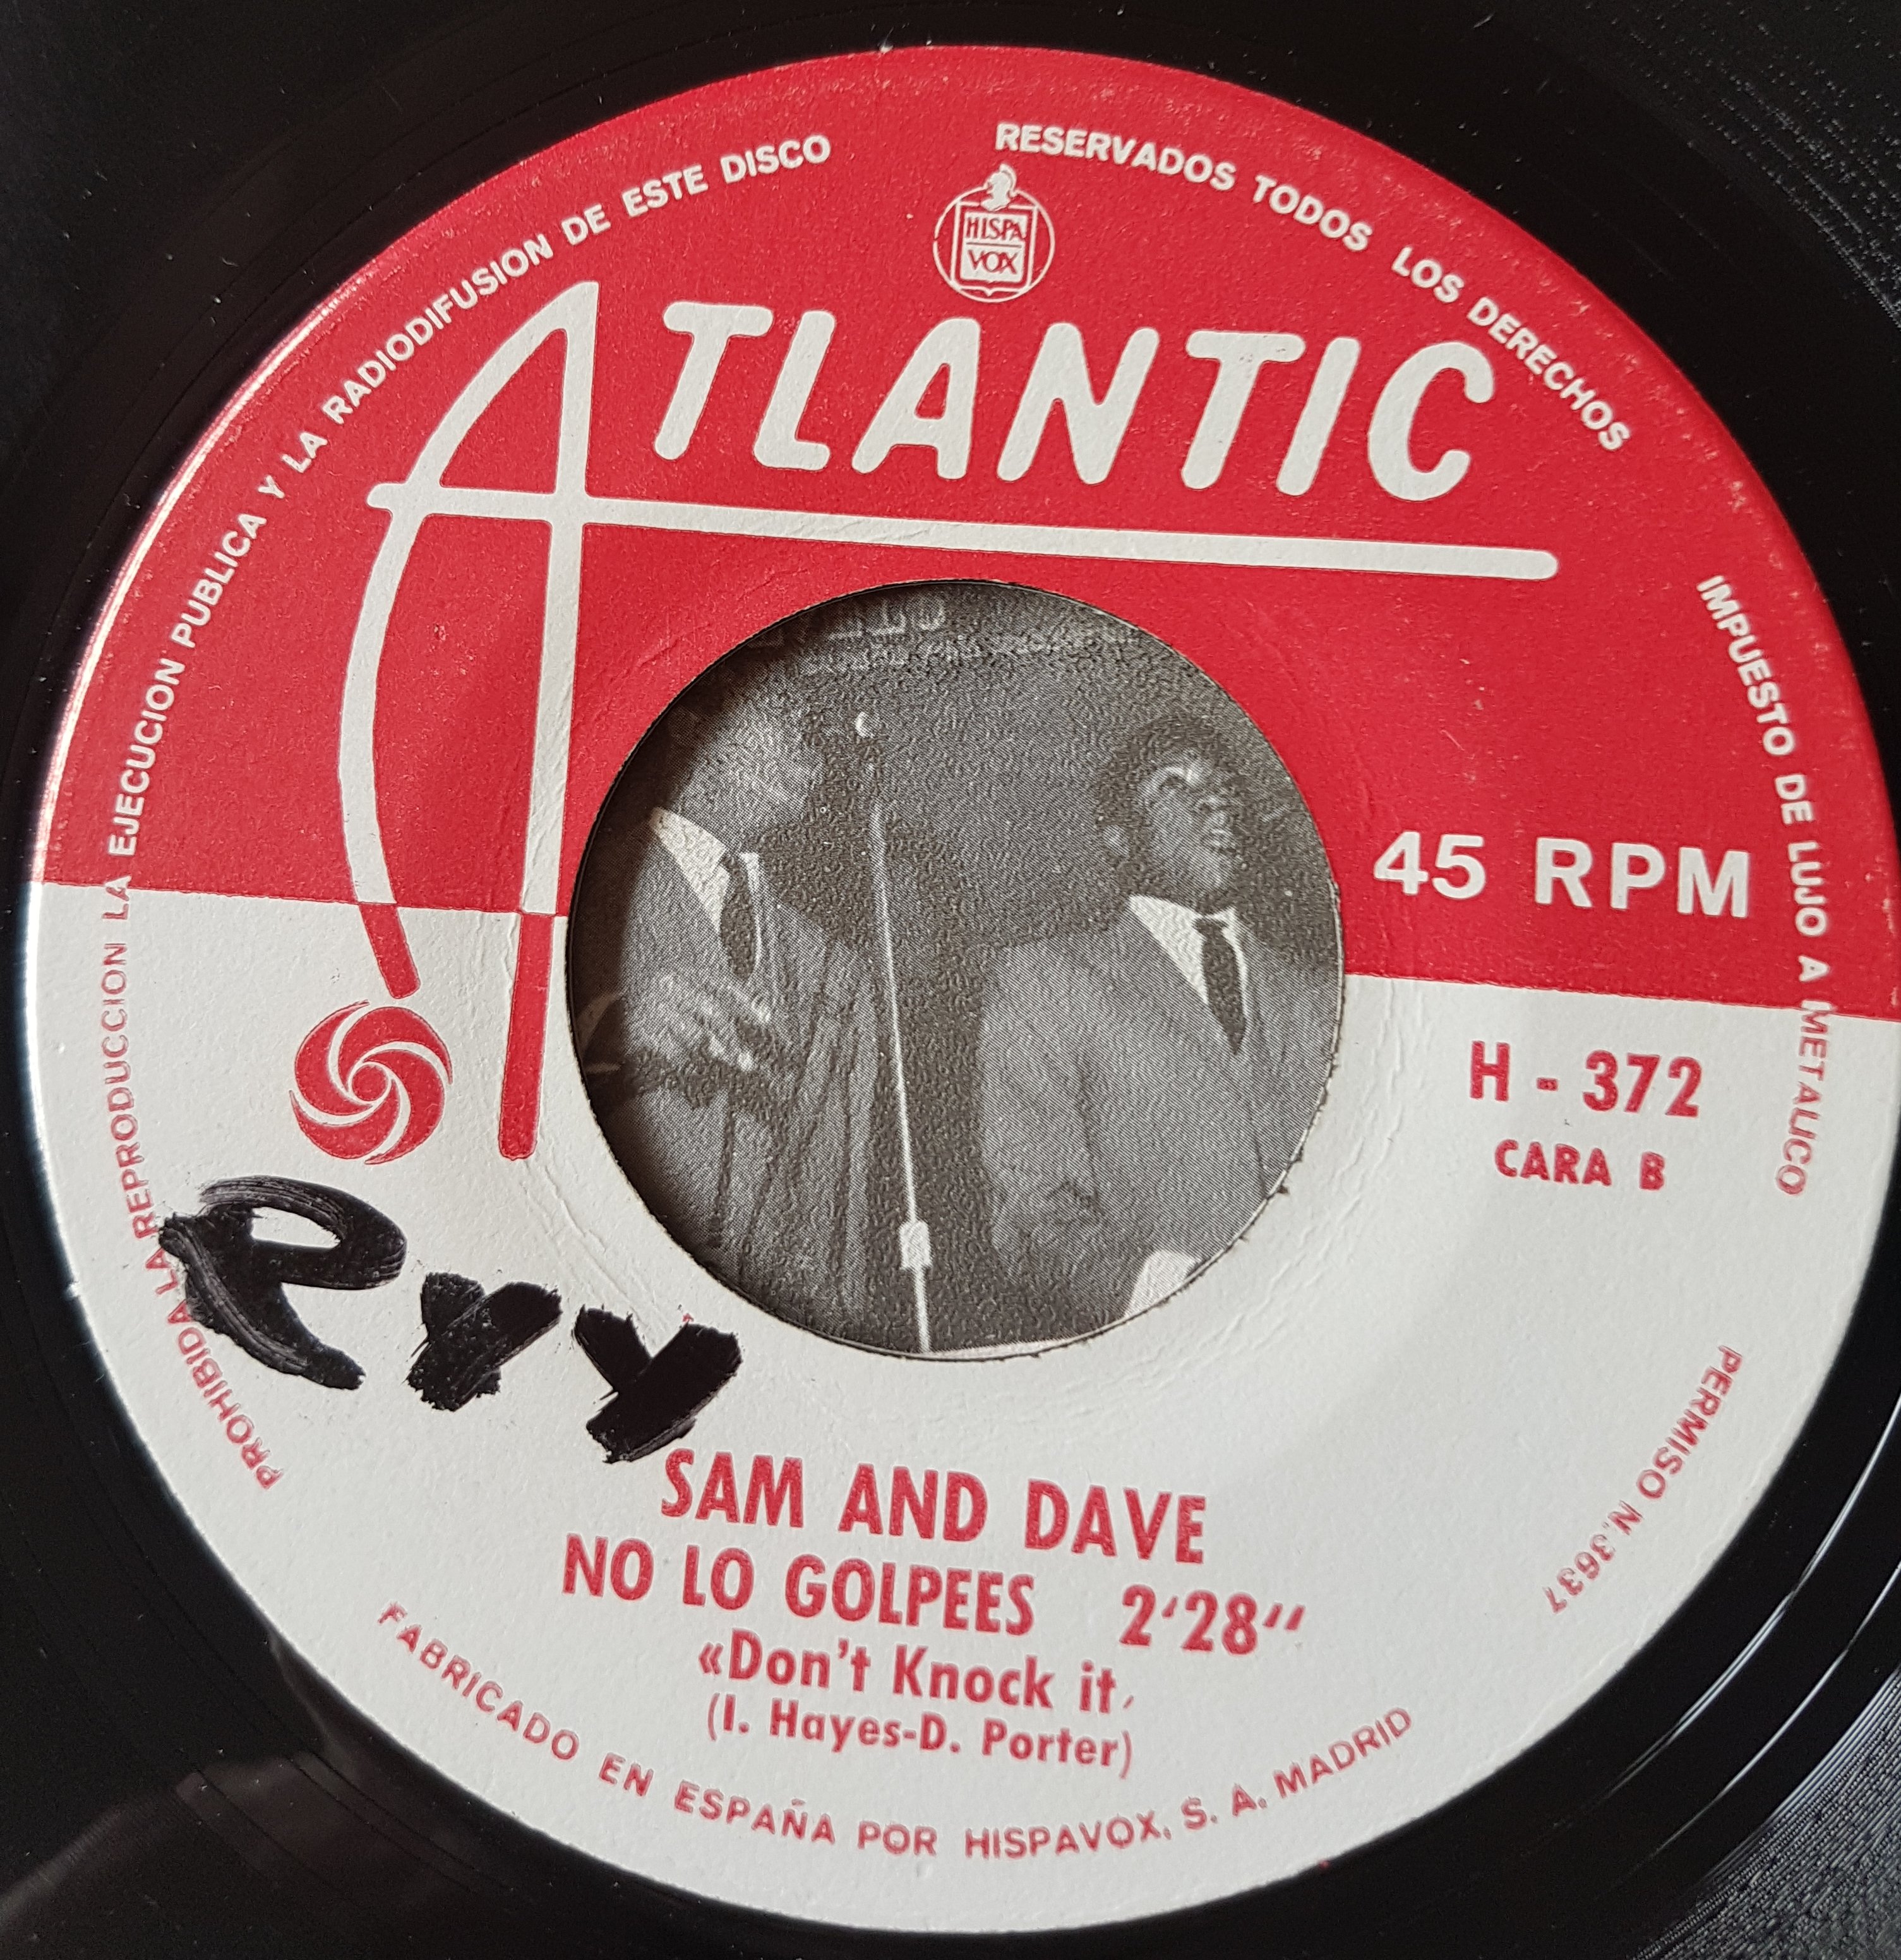 PROHIBIDA LA REPRODUCCION LA EJECUCION PUBLICA Y LA RADIODIFUSION DE ESTE DISCO
RESERVADOS TODOS LOS DERECHOS
IMPUESTO DE LUJO A METALICO
PERMISO N.3637
HISPA
VOX
ATLANTIC
45 RPM
H - 372
CARA B
SAM AND DAVE
NO LO GOLPEES 2'28"
«Don't Knock it,
(I. Hayes-D. Porter)
FABRICADO EN ESPAÑA POR HISPAVOX, S. A. MADRID